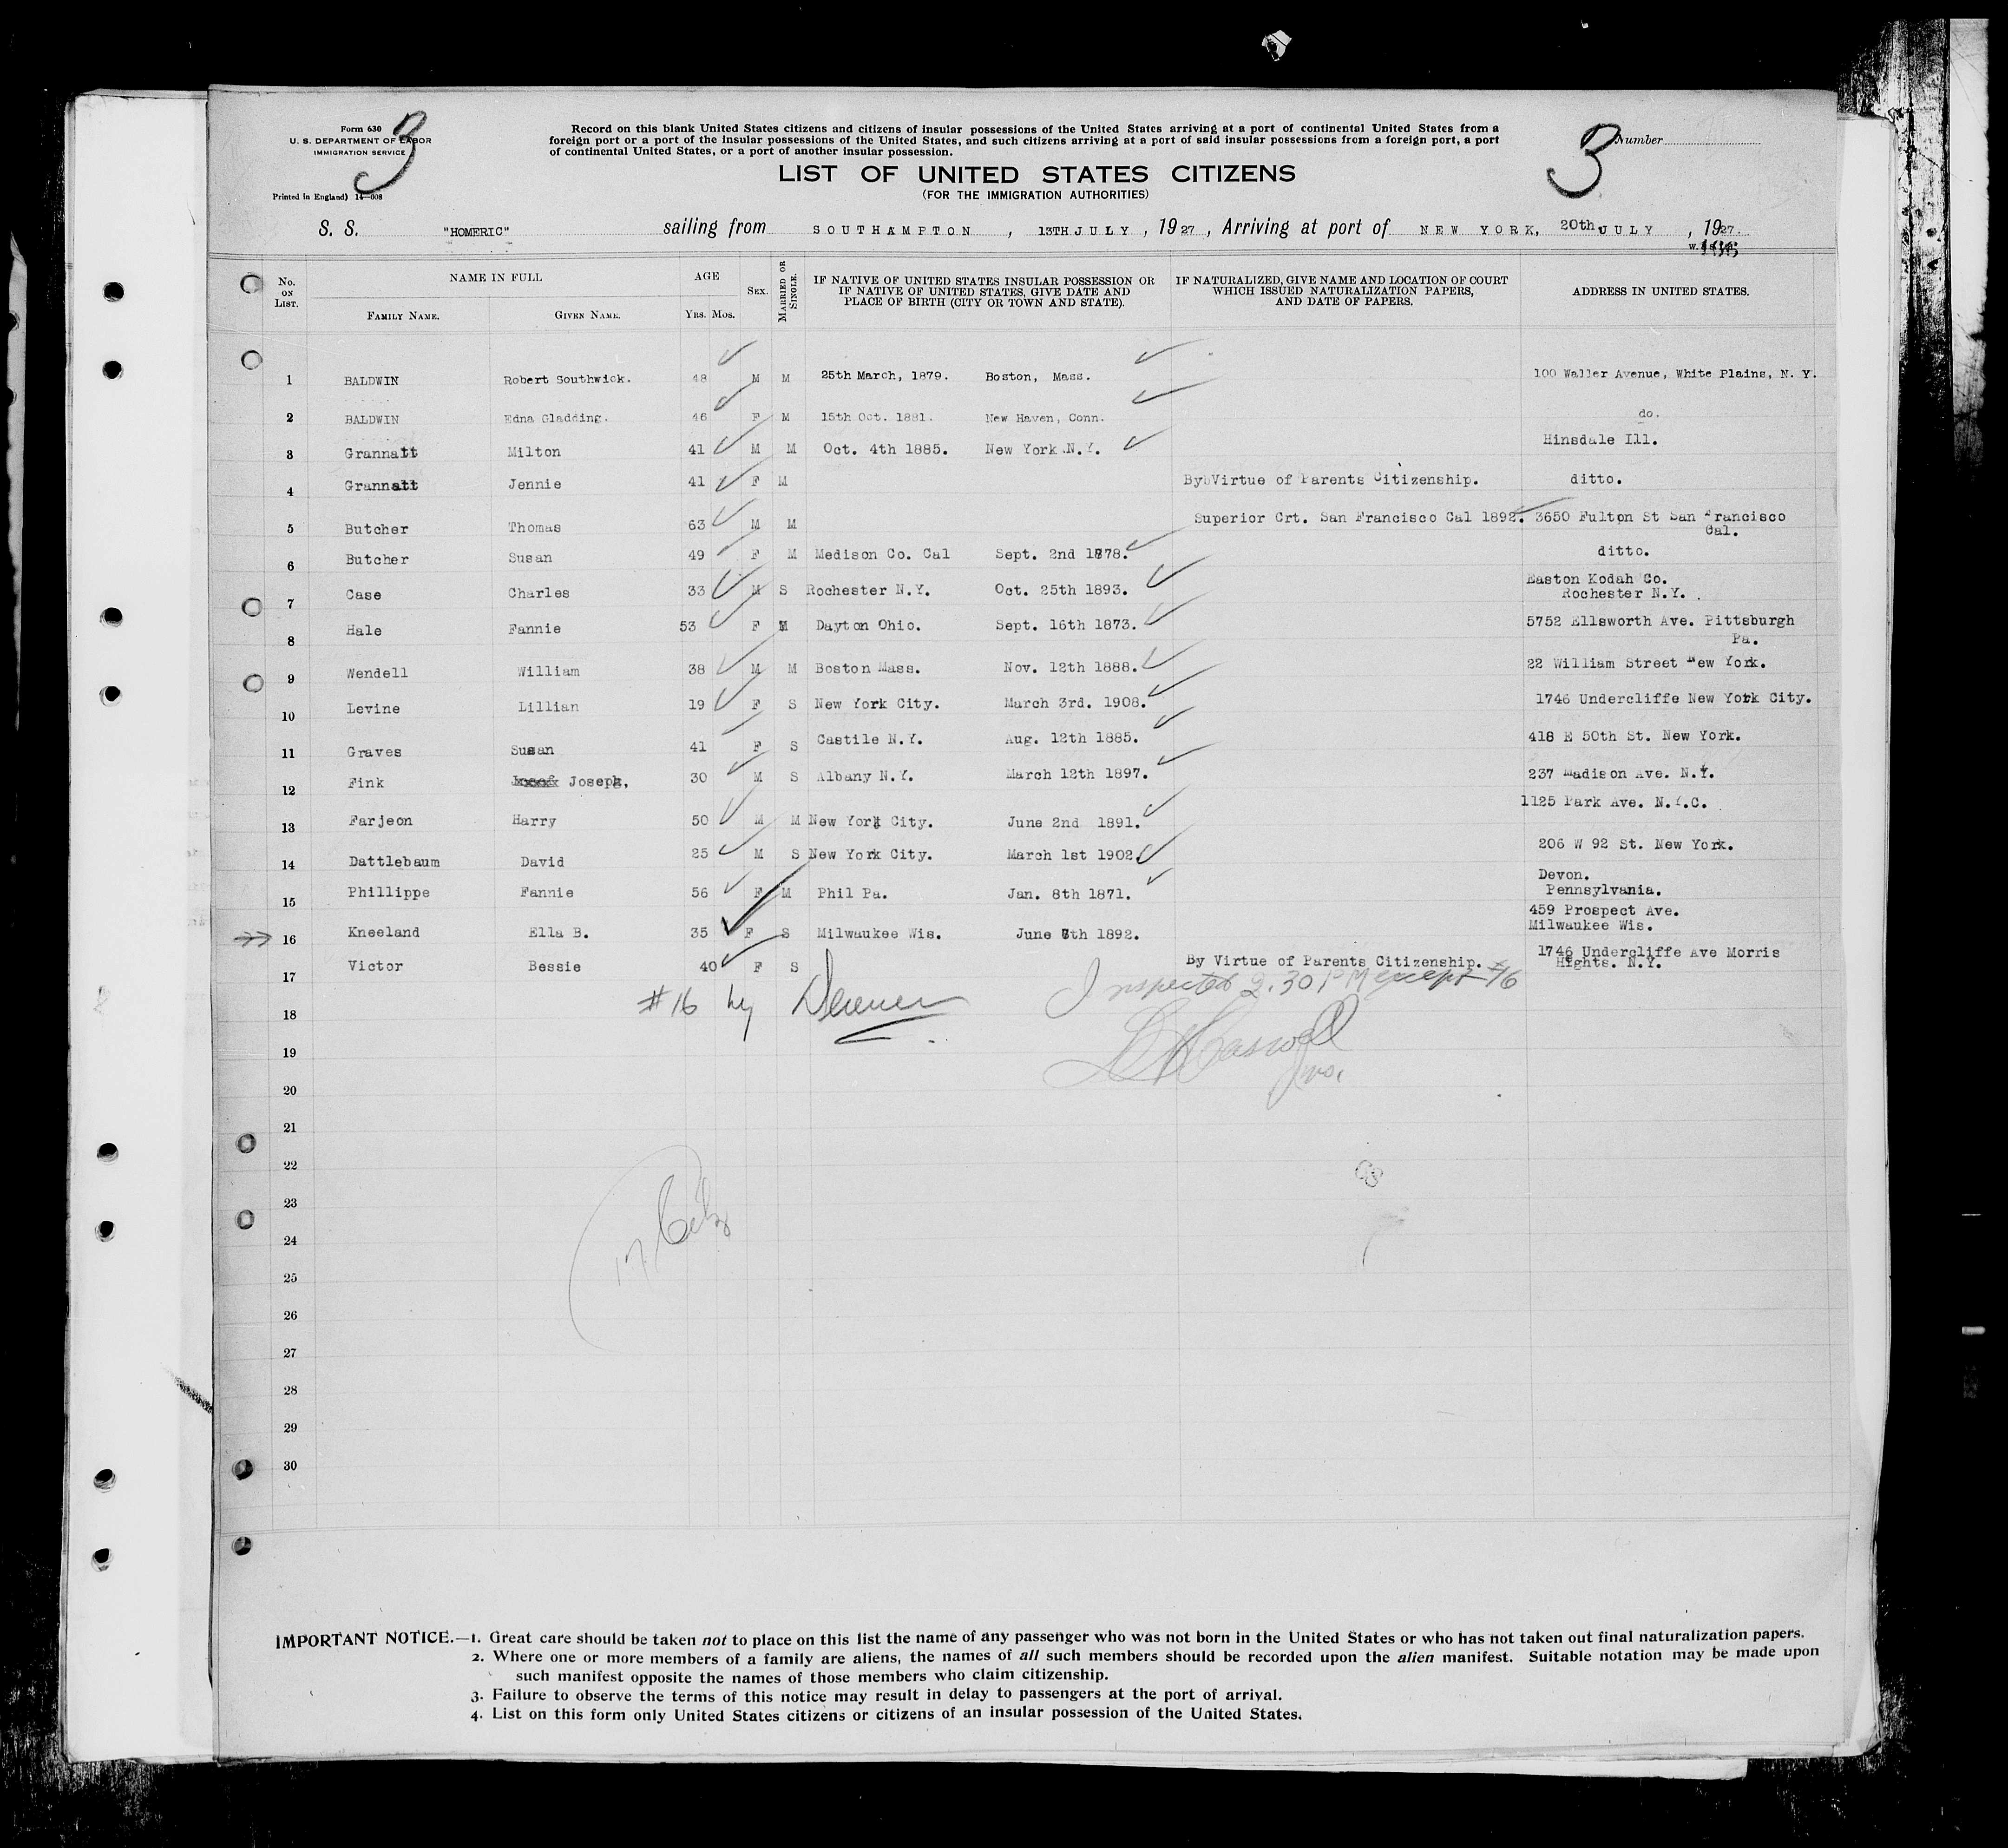 Form 630
U. S. DEPARTMENT OF LABOR
IMMIGRATION SERVICE
Printed in England) 14—608
3
Record on this blank United States citizens and citizens of insular possessions of the United States arriving at a port of continental United States from a
foreign port or a port of the insular possessions of the United States, and such citizens arriving at a port of said insular possessions from a foreign port, a port
of continental United States, or a port of another insular possession.
3 Number
LIST OF UNITED STATES CITIZENS
(FOR THE IMMIGRATION AUTHORITIES)
S. S. "HOMERIC" sailing from SOUTHAMPTON, 13TH JULY, 1927, Arriving at port of NEW YORK, 20th JULY, 1927.
No. ON LIST. NAME IN FULL AGE SEX. MARRIED OR SINGLE. IF NATIVE OF UNITED STATES INSULAR POSSESSION OR IF NATIVE OF UNITED STATES, GIVE DATE AND PLACE OF BIRTH (CITY OR TOWN AND STATE). IF NATURALIZED, GIVE NAME AND LOCATION OF COURT WHICH ISSUED NATURALIZATION PAPERS, AND DATE OF PAPERS. ADDRESS IN UNITED STATES.
FAMILY NAME. GIVEN NAME. YRS. MOS.
1 BALDWIN Robert Southwick. 48 M M 25th March, 1879. Boston, Mass. 100 Waller Avenue, White Plains, N. Y.
2 BALDWIN Edna Gladding. 46 F M 15th Oct. 1881. New Haven, Conn. do.
3 Grannatt Milton 41 M M Oct. 4th 1885. New York N.Y. Hinsdale Ill.
4 Grannatt Jennie 41 F M By Virtue of Parents Citizenship. ditto.
5 Butcher Thomas 63 M M Superior Crt. San Francisco Cal 1892. 3650 Fulton St San Francisco
Cal.
6 Butcher Susan 49 F M Medison Co. Cal Sept. 2nd 1878. ditto.
7 Case Charles 33 M S Rochester N.Y. Oct. 25th 1893. Easton Kodah Co.
Rochester N.Y.
8 Hale Fannie 53 F M Dayton Ohio. Sept. 16th 1873. 5752 Ellsworth Ave. Pittsburgh
Pa.
9 Wendell William 38 M M Boston Mass. Nov. 12th 1888. 22 William Street New York.
10 Levine Lillian 19 F S New York City. March 3rd. 1908. 1746 Undercliffe New York City.
11 Graves Susan 41 F S Castile N.Y. Aug. 12th 1885. 418 E 50th St. New York.
12 Fink Joseph, 30 M S Albany N.Y. March 12th 1897. 237 Madison Ave. N.Y.
13 Farjeon Harry 50 M M New York City. June 2nd 1891. 1125 Park Ave. N.Y.C.
14 Dattlebaum David 25 M S New York City. March 1st 1902. 206 W 92 St. New York.
15 Phillippe Fannie 56 F M Phil Pa. Jan. 8th 1871. Devon.
Pennsylvania.
16 Kneeland Ella B. 35 F S Milwaukee Wis. June 8th 1892. 459 Prospect Ave.
Milwaukee Wis.
17 Victor Bessie 40 F S By Virtue of Parents Citizenship. 1746 Undercliffe Ave Morris
Hights. N.Y.
Inspected 2.30 PM except #16
#16 by
18
19
20
21
22
23
17 Citz
24
25
26
27
28
29
30
IMPORTANT NOTICE.—1. Great care should be taken not to place on this list the name of any passenger who was not born in the United States or who has not taken out final naturalization papers.
2. Where one or more members of a family are aliens, the names of all such members should be recorded upon the alien manifest. Suitable notation may be made upon
such manifest opposite the names of those members who claim citizenship.
3. Failure to observe the terms of this notice may result in delay to passengers at the port of arrival.
4. List on this form only United States citizens or citizens of an insular possession of the United States.